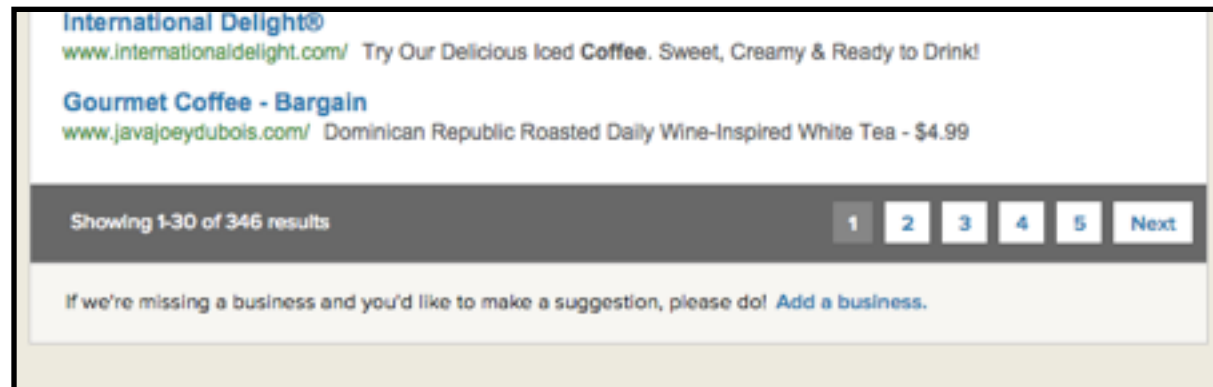 International Delight®
www.internationaldelight.com/ Try Our Delicious Iced Coffee. Sweet, Creamy & Ready to Drink!
Gourmet Coffee - Bargain
www.javajoeydubois.com/ Dominican Republic Roasted Daily Wine-Inspired White Tea - $4.99
Showing 1-30 of 346 results 1 2 3 4 5 Next
If we're missing a business and you'd like to make a suggestion, please do! Add a business.